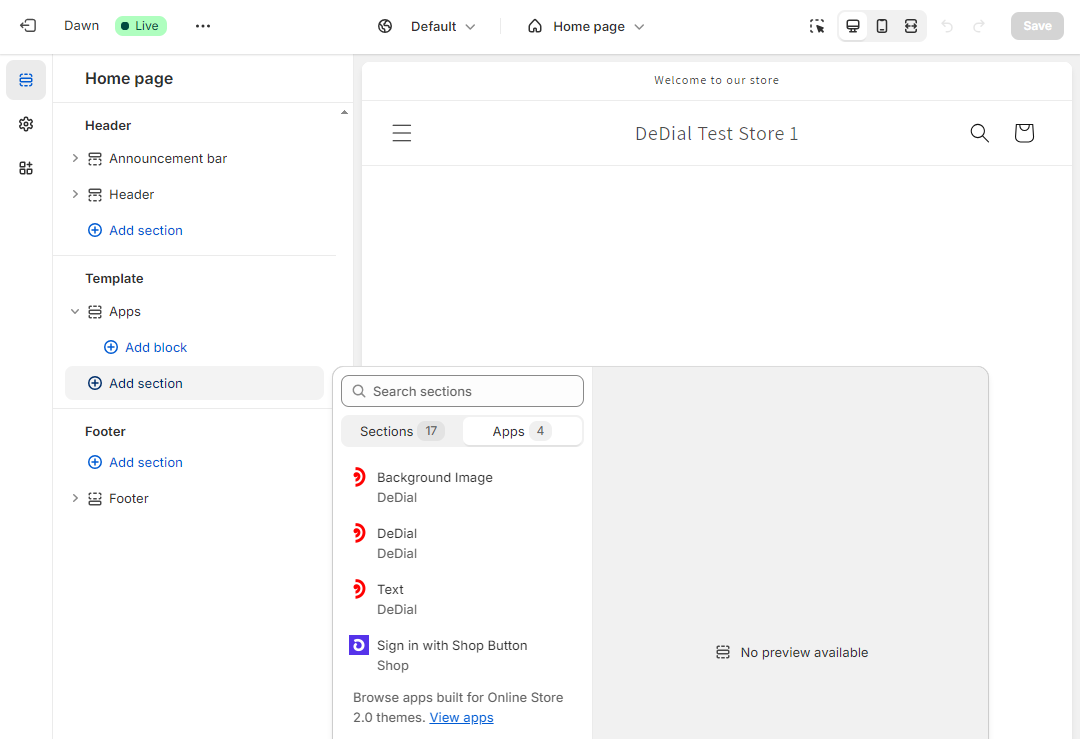 Dawn
Live
Default
Home page
Save
Home page
Header
Announcement bar
Header
Add section
Template
Apps
Add block
Add section
Footer
Add section
Footer
Welcome to our store
DeDial Test Store 1
Search sections
Sections 17
Apps 4
Background Image
DeDial
DeDial
DeDial
Text
DeDial
Sign in with Shop Button
Shop
Browse apps built for Online Store
2.0 themes. View apps
No preview available